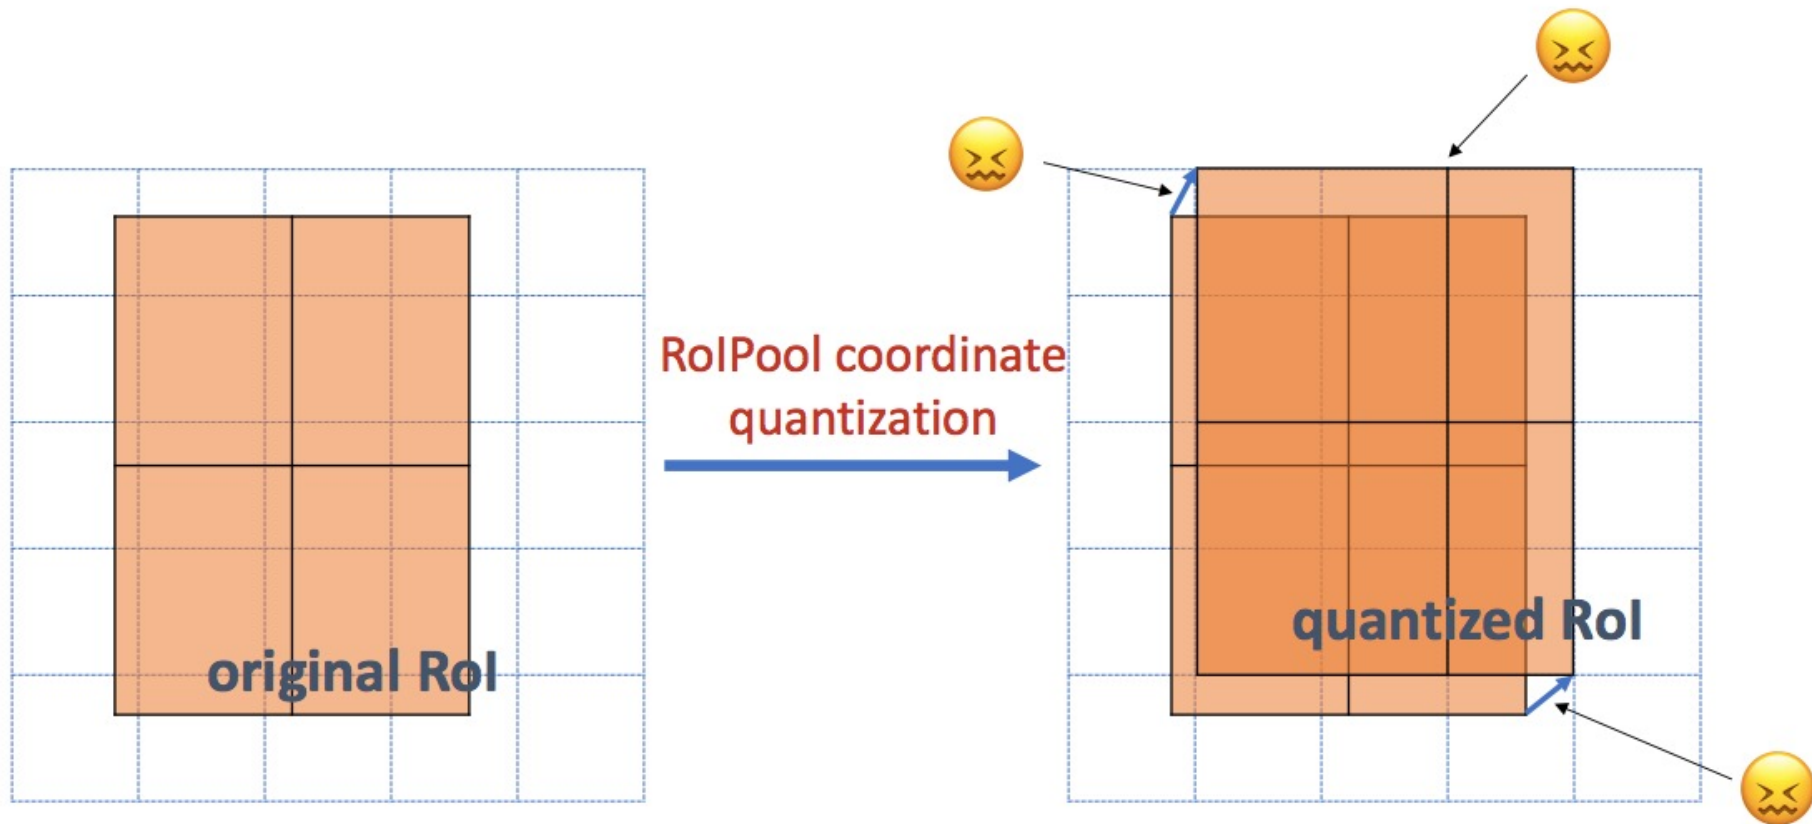 RoIPool coordinate
quantization
original RoI
quantized RoI